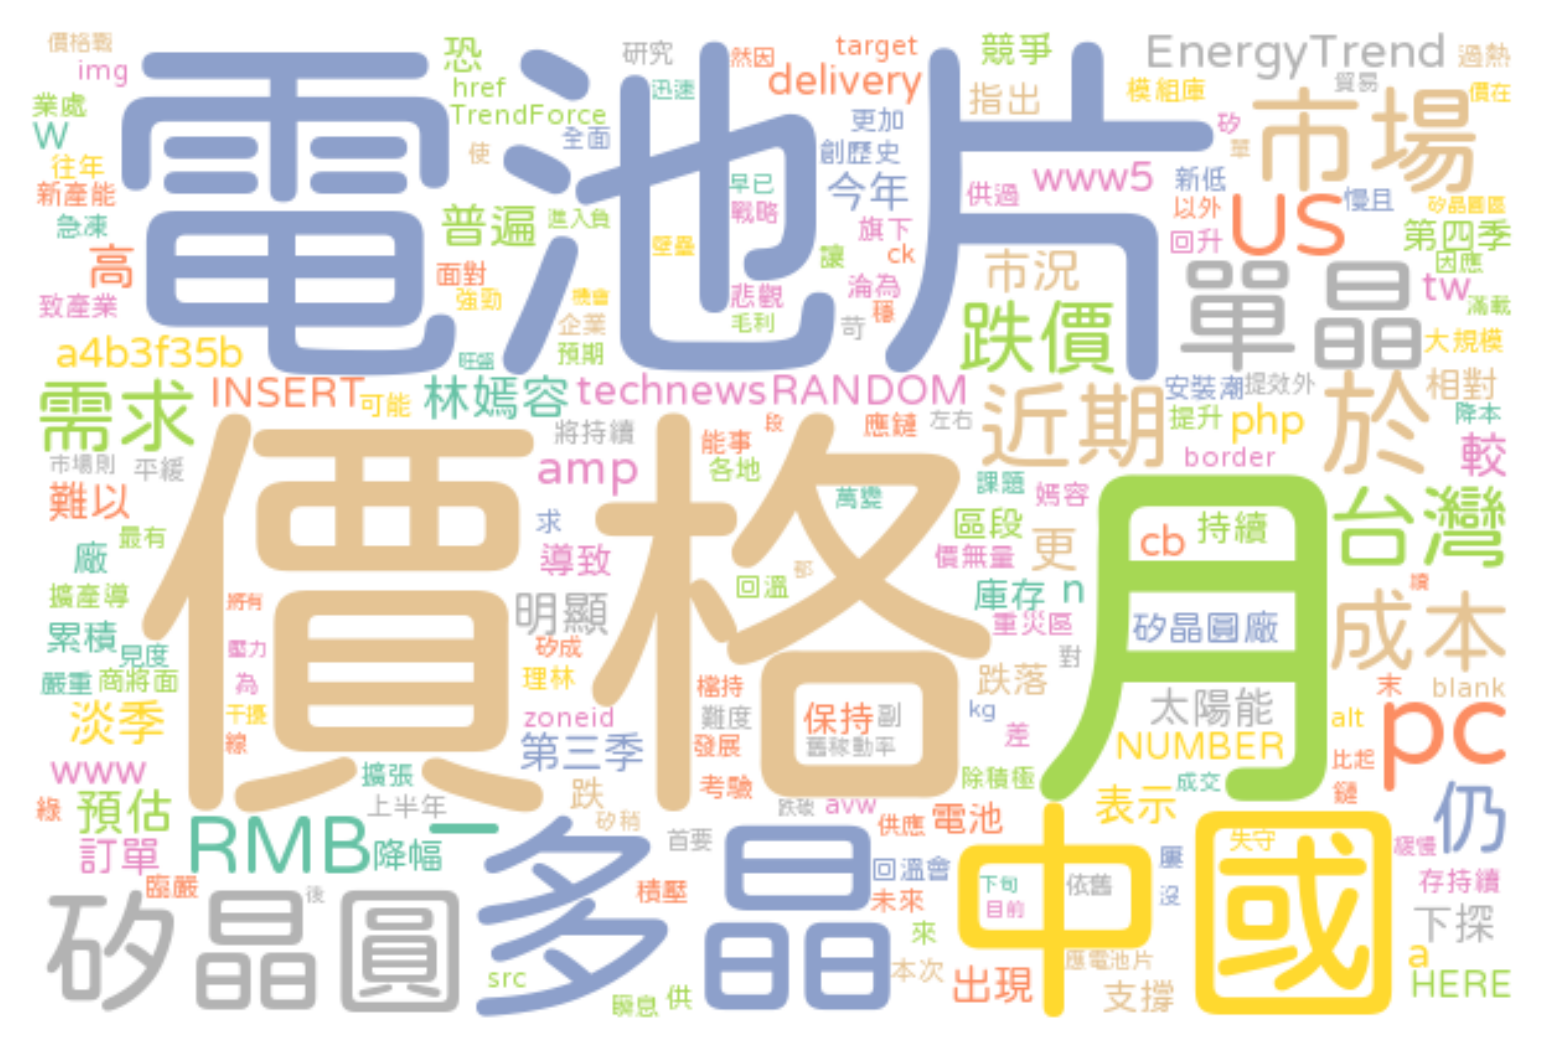 價格戰
恐
研究
然因
target
競爭
EnergyTrend
過熱
img
href
迅速
delivery
指出
模組庫
貿易
價在
業處
TrendForce
更加
市場
W
全面
電池片
矽
往年
使
創歷史
單
新產能
早已
今年
供過
www5
新低
慢且
急凍
普遍
進入負
戰略
旗下
以外
US
矽晶圓區
高
面對
壁壘
讓
ck
回升
第四季
因應
致產業
強勁
機會
悲觀
淪為
市況
單晶
tw
滿載
企業
毛利
苛
穩
跌價
大規模
a4b3f35b
旺盛
預期
需求
INSERT
可能
林嫣容
technews
RANDOM
近期
安裝潮
提效外
於
相對
提升
php
降本
將持續
能事
段
應鏈
左右
border
較
市場則
平緩
amp
各地
難以
價格
萬變
課題
嫣容
月
台灣
最有
求
區段
更
cb
持續
廠
導致
回溫
價無量
擴產導
將有
明顯
庫存
n
成本
累積
見度
壓力
矽成
重災區
矽晶圓廠
對
嚴重
商將面
為
理林
檔持
跌落
太陽能
末
blank
淡季
干擾
zoneid
難度
保持
副
kg
NUMBER
alt
pc
線
第三季
發展
舊稼動率
差
比起
www
擴張
考驗
除積極
成交
鏈
綠
預估
上半年
跌
矽稍
跌破
avw
供應
電池
表示
仍
訂單
RMB
降幅
一
首要
中國
失守
緩慢
臨嚴
後
多晶
積壓
回溫會
未來
下旬
目前
依舊
屢
沒
存持續
矽晶圓
來
下探
src
本次
應電池片
a
瞬息
供
出現
支撐
HERE